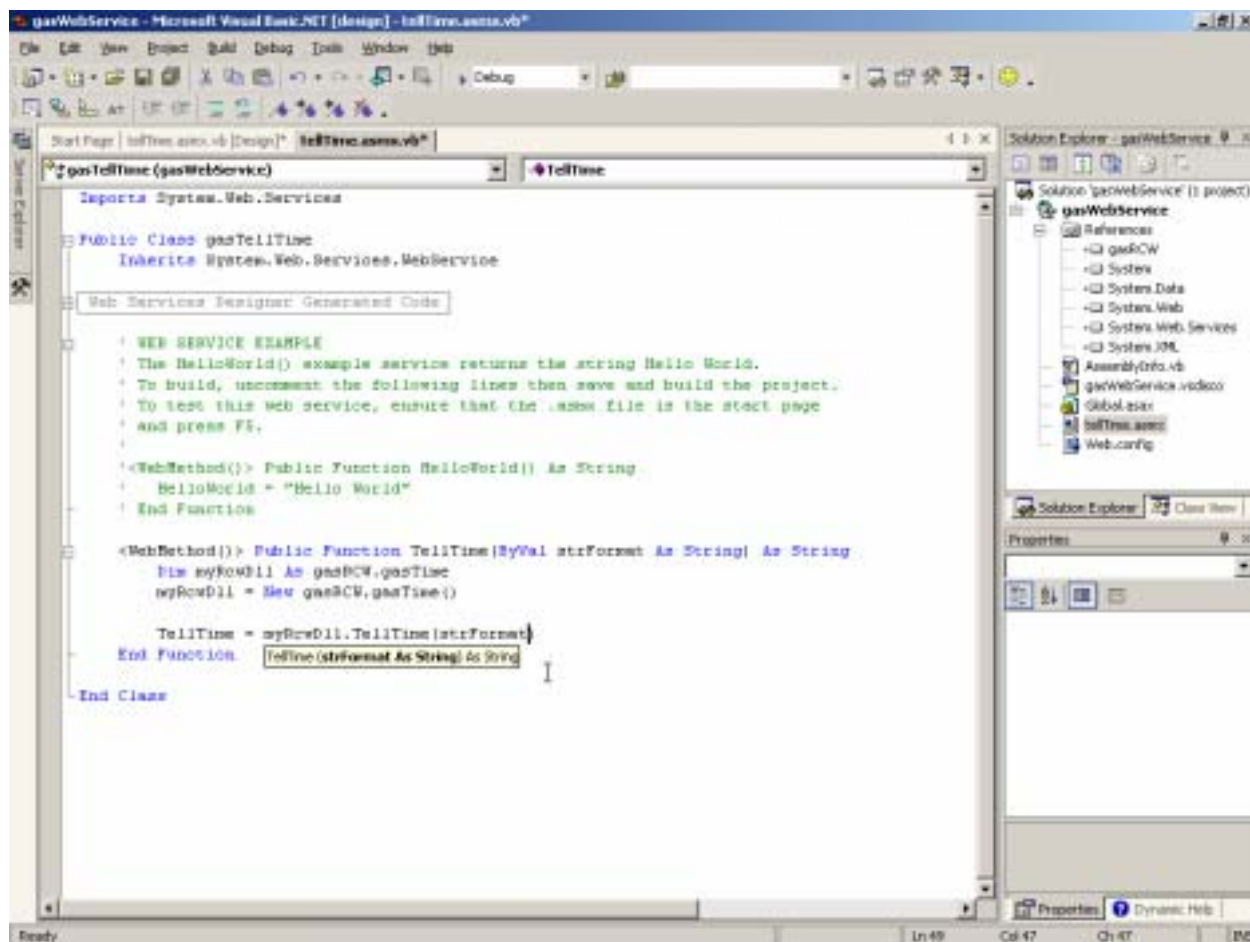 gasWebService - Microsoft Visual Basic.NET [design] - tellTime.asmx.vb*
File Edit View Project Build Debug Tools Window Help
Debug
Start Page tellTime.asmx.vb [Design]* tellTime.asmx.vb*
gasTellTime (gasWebService) TellTime
Server Explorer
Imports System.Web.Services
Public Class gasTellTime
Inherits System.Web.Services.WebService
Web Services Designer Generated Code
' WEB SERVICE EXAMPLE
' The HelloWorld() example service returns the string Hello World.
' To build, uncomment the following lines then save and build the project.
' To test this web service, ensure that the .asmx file is the start page
' and press F5.
'
'<WebMethod()> Public Function HelloWorld() As String
' HelloWorld = "Hello World"
' End Function
<WebMethod()> Public Function TellTime(ByVal strFormat As String) As String
Dim myRcwDll As gasRCW.gasTime
myRcwDll = New gasRCW.gasTime()
TellTime = myRcwDll.TellTime(strFormat)
End Function
TellTime (strFormat As String) As String
End Class
Solution Explorer - gasWebService
Solution 'gasWebService' (1 project)
gasWebService
References
gasRCW
System
System.Data
System.Web
System.Web.Services
System.XML
AssemblyInfo.vb
gasWebService.vsdisco
Global.asax
tellTime.asmx
Web.config
Solution Explorer Class View
Properties
Properties Dynamic Help
Ready Ln 49 Col 47 Ch 47 INS